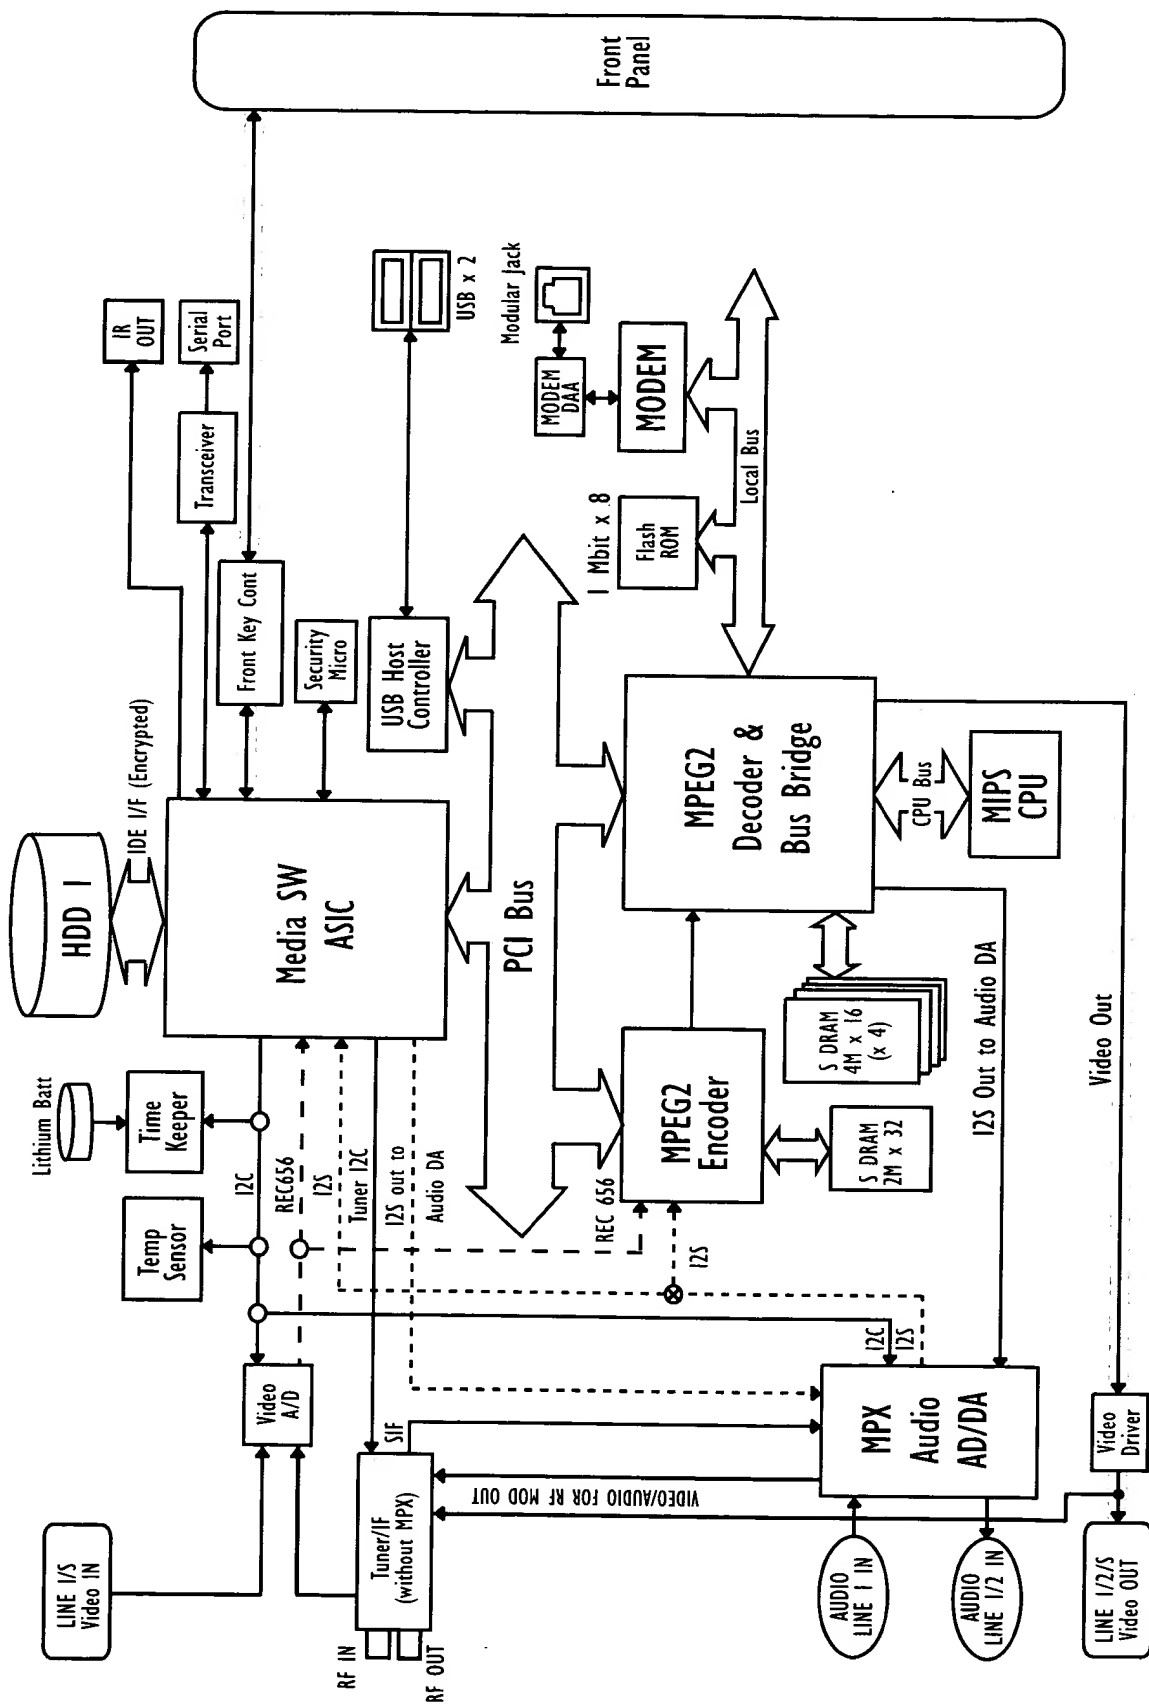 LINE 1/S
Video IN
RF IN
RF OUT
Tuner/IF
(without MPX)
Video
A/D
SIF
VIDEO/AUDIO FOR RF MOD OUT
AUDIO
LINE 1 IN
AUDIO
LINE 1/2 IN
LINE 1/2/S
Video OUT
Video
Driver
MPX
Audio
AD/DA
I2C
I2S
Temp
Sensor
Lithium Batt
Time
Keeper
I2C
REC656
I2S
Tuner I2C
I2S out to
Audio DA
REC 656
I2S
HDD 1
IDE I/F (Encrypted)
Media SW
ASIC
PCI Bus
MPEG2
Encoder
S DRAM
2M x 32
S DRAM
4M x 16
(x 4)
I2S Out to Audio DA
Video Out
MPEG2
Decoder &
Bus Bridge
CPU Bus
MIPS
CPU
IR
OUT
Serial
Port
Transceiver
Front Key Cont
Security
Micro
USB Host
Controller
USB x 2
1 Mbit x 8
Flash
ROM
Local Bus
MODEM
MODEM
DAA
Modular Jack
Front
Panel